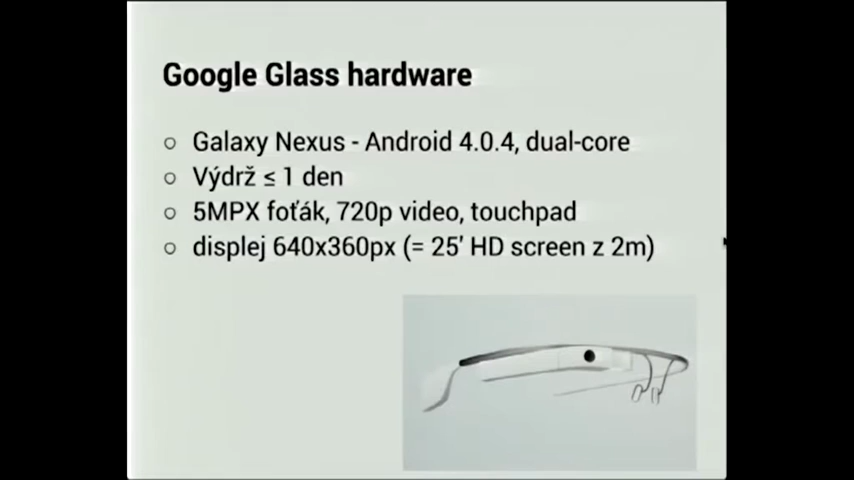 Google Glass hardware
Galaxy Nexus - Android 4.0.4, dual-core
Výdrž ≤ 1 den
5MPX foťák, 720p video, touchpad
displej 640x360px (= 25' HD screen z 2m)